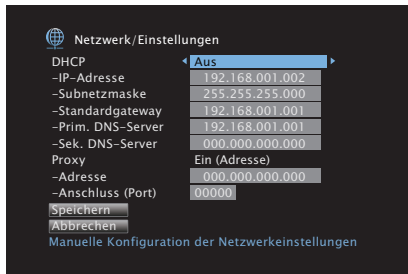 Netzwerk/Einstellungen
DHCP Aus
-IP-Adresse 192.168.001.002
-Subnetzmaske 255.255.255.000
-Standardgateway 192.168.001.001
-Prim. DNS-Server 192.168.001.001
-Sek. DNS-Server 000.000.000.000
Proxy Ein (Adresse)
-Adresse 000.000.000.000
-Anschluss (Port) 00000
Speichern
Abbrechen
Manuelle Konfiguration der Netzwerkeinstellungen